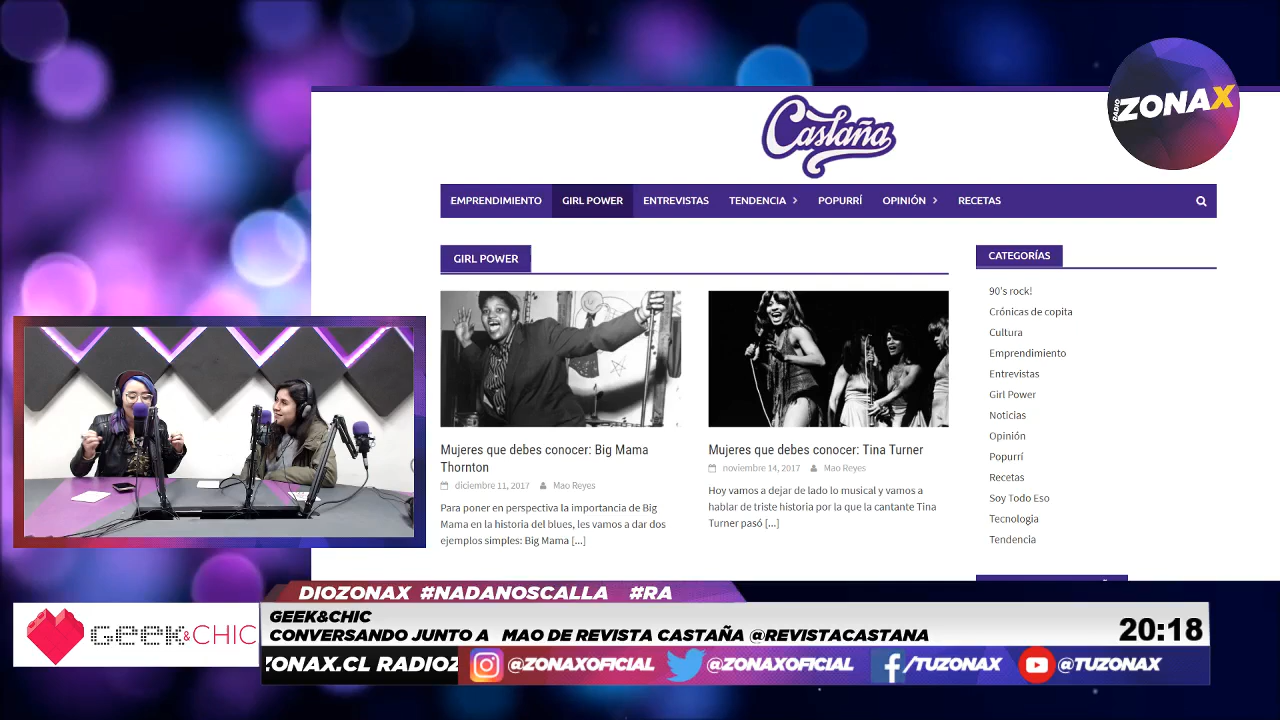 RADIO
ZONAX
Castaña
EMPRENDIMIENTO GIRL POWER ENTREVISTAS TENDENCIA POPURRÍ OPINIÓN RECETAS
GIRL POWER
Mujeres que debes conocer: Big Mama
Thornton
diciembre 11, 2017 Mao Reyes
Para poner en perspectiva la importancia de Big
Mama en la historia del blues, les vamos a dar dos
ejemplos simples: Big Mama [...]
Mujeres que debes conocer: Tina Turner
noviembre 14, 2017 Mao Reyes
Hoy vamos a dejar de lado lo musical y vamos a
hablar de triste historia por la que la cantante Tina
Turner pasó [...]
CATEGORÍAS
90's rock!
Crónicas de copita
Cultura
Emprendimiento
Entrevistas
Girl Power
Noticias
Opinión
Popurrí
Recetas
Soy Todo Eso
Tecnología
Tendencia
DIOZONAX #NADANOSCALLA #RA
GEEK&CHIC
GEEK&CHIC
CONVERSANDO JUNTO A MAO DE REVISTA CASTAÑA @REVISTACASTANA
20:18
ZONAX.CL RADIOZ
@ZONAXOFICIAL @ZONAXOFICIAL /TUZONAX @TUZONAX